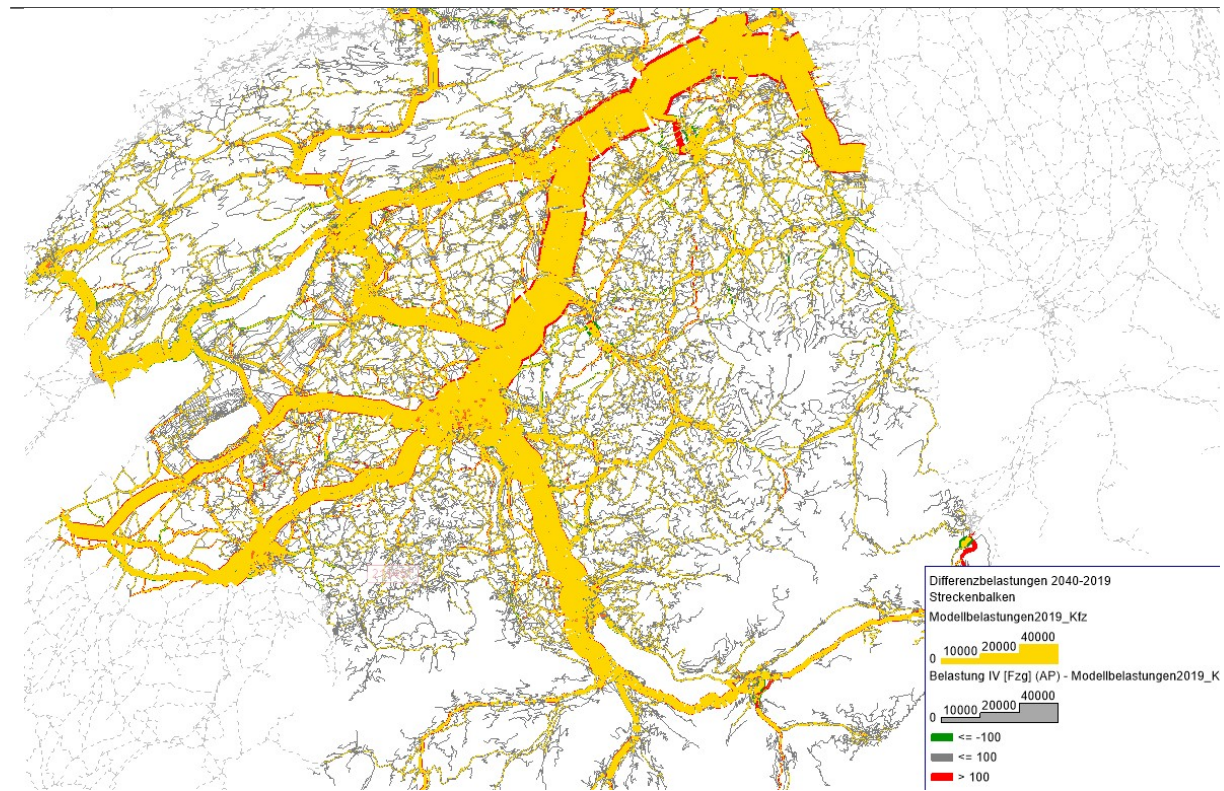 Differenzbelastungen 2040-2019
Streckenbalken
Modellbelastungen2019_Kfz
0 10000 20000 40000
Belastung IV [Fzg] (AP) - Modellbelastungen2019_K
0 10000 20000 40000
<= -100
<= 100
> 100